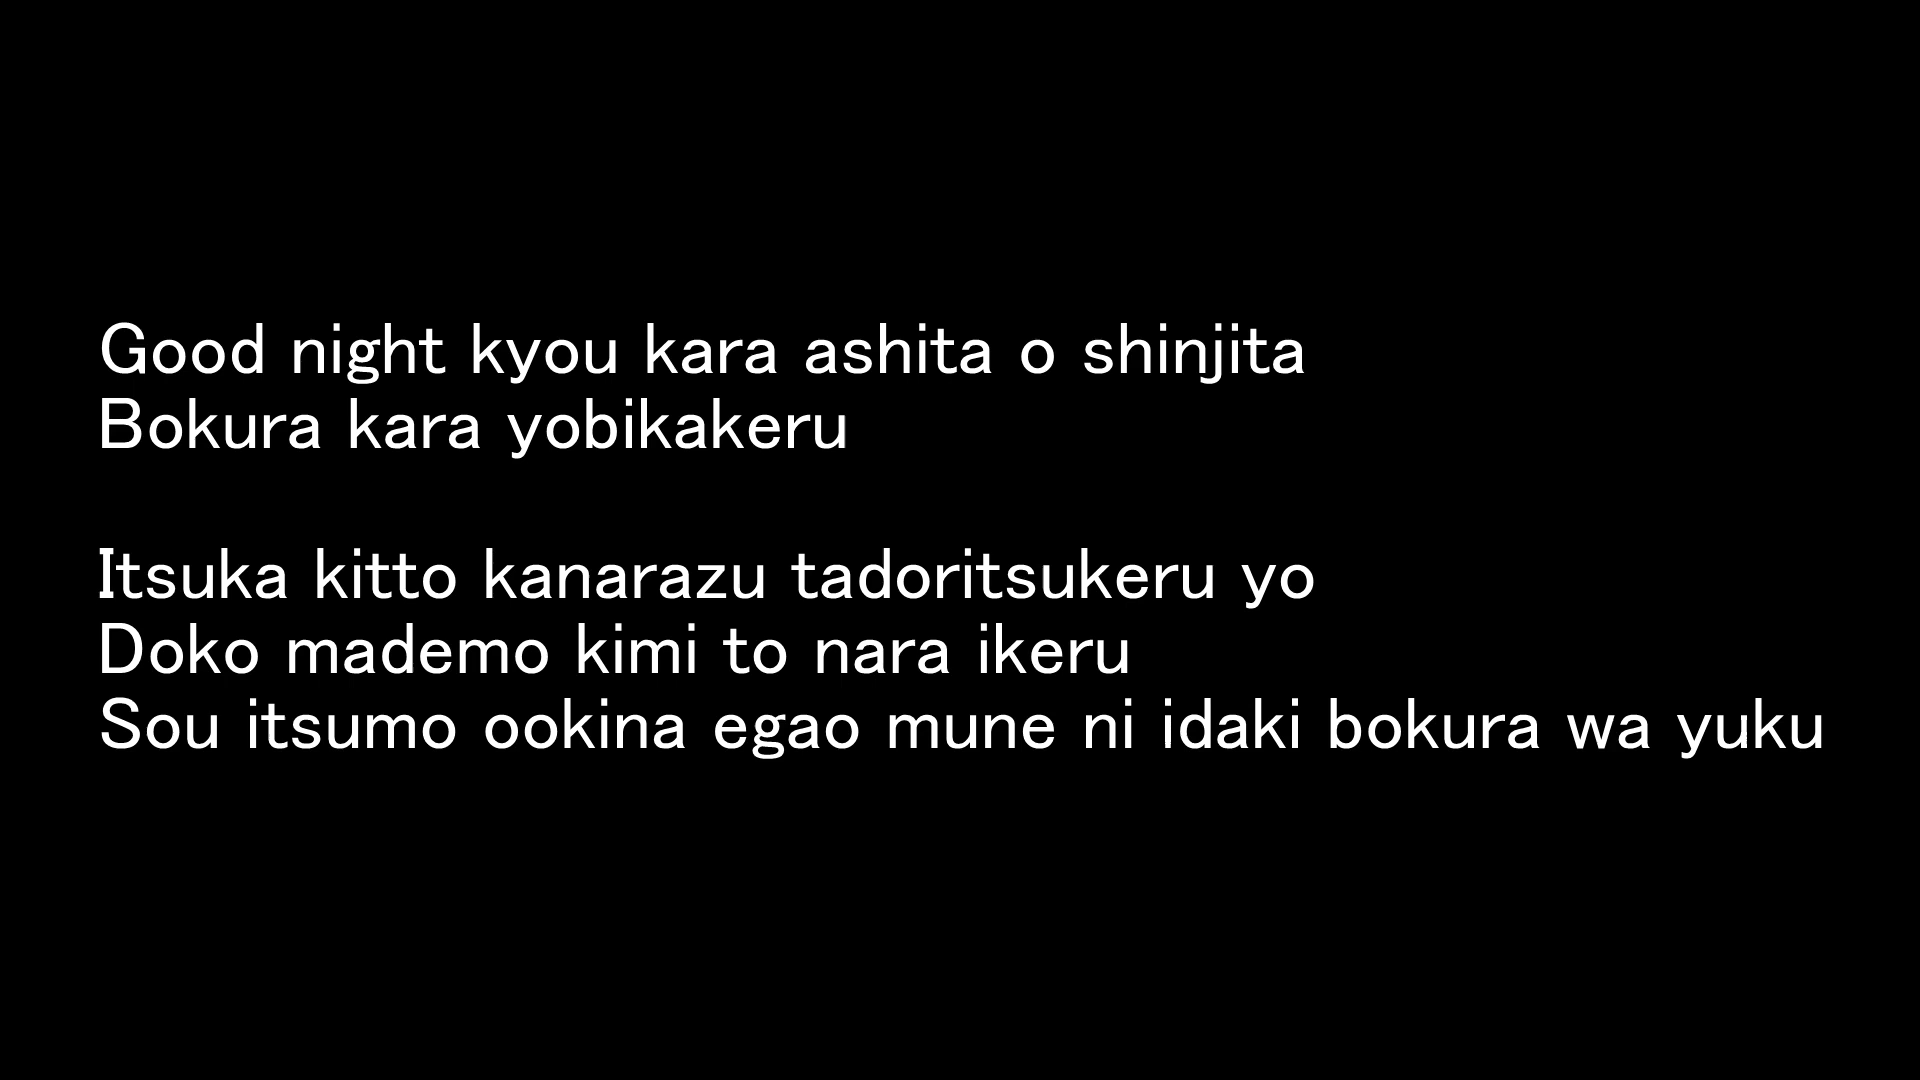 Good night kyou kara ashita o shinjita
Bokura kara yobikakeru
Itsuka kitto kanarazu tadoritsukeru yo
Doko mademo kimi to nara ikeru
Sou itsumo ookina egao mune ni idaki bokura wa yuku